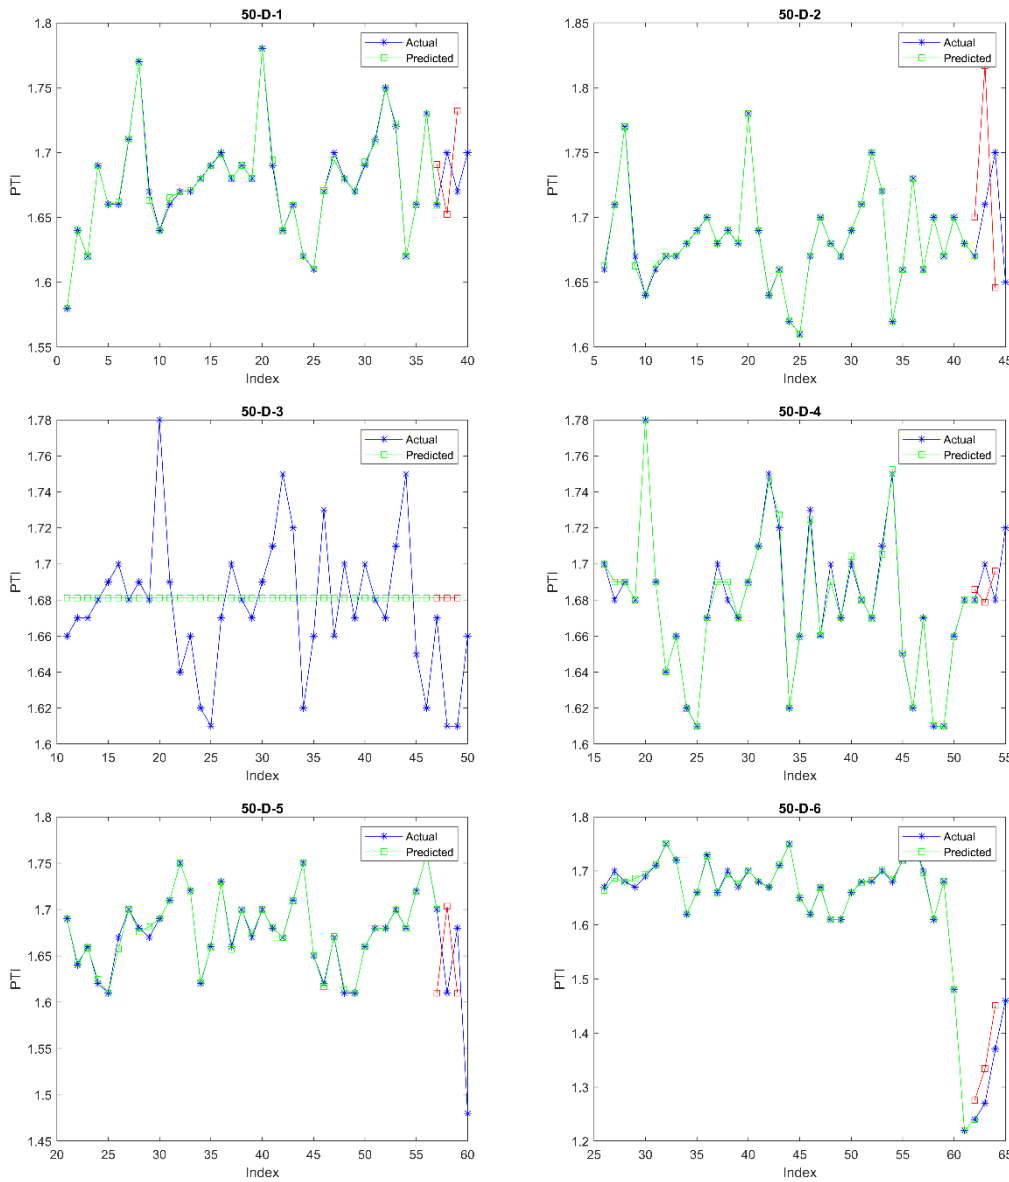 50-D-1
1.8
1.75
1.7
1.65
1.6
1.55
PTI
0 5 10 15 20 25 30 35 40
Index
Actual
Predicted
50-D-2
1.85
1.8
1.75
1.7
1.65
1.6
PTI
5 10 15 20 25 30 35 40 45
Index
Actual
Predicted
50-D-3
1.78
1.76
1.74
1.72
1.7
1.68
1.66
1.64
1.62
1.6
PTI
10 15 20 25 30 35 40 45 50
Index
Actual
Predicted
50-D-4
1.78
1.76
1.74
1.72
1.7
1.68
1.66
1.64
1.62
1.6
PTI
15 20 25 30 35 40 45 50 55
Index
Actual
Predicted
50-D-5
1.8
1.75
1.7
1.65
1.6
1.55
1.5
1.45
PTI
20 25 30 35 40 45 50 55 60
Index
Actual
Predicted
50-D-6
1.8
1.7
1.6
1.5
1.4
1.3
1.2
PTI
25 30 35 40 45 50 55 60 65
Index
Actual
Predicted